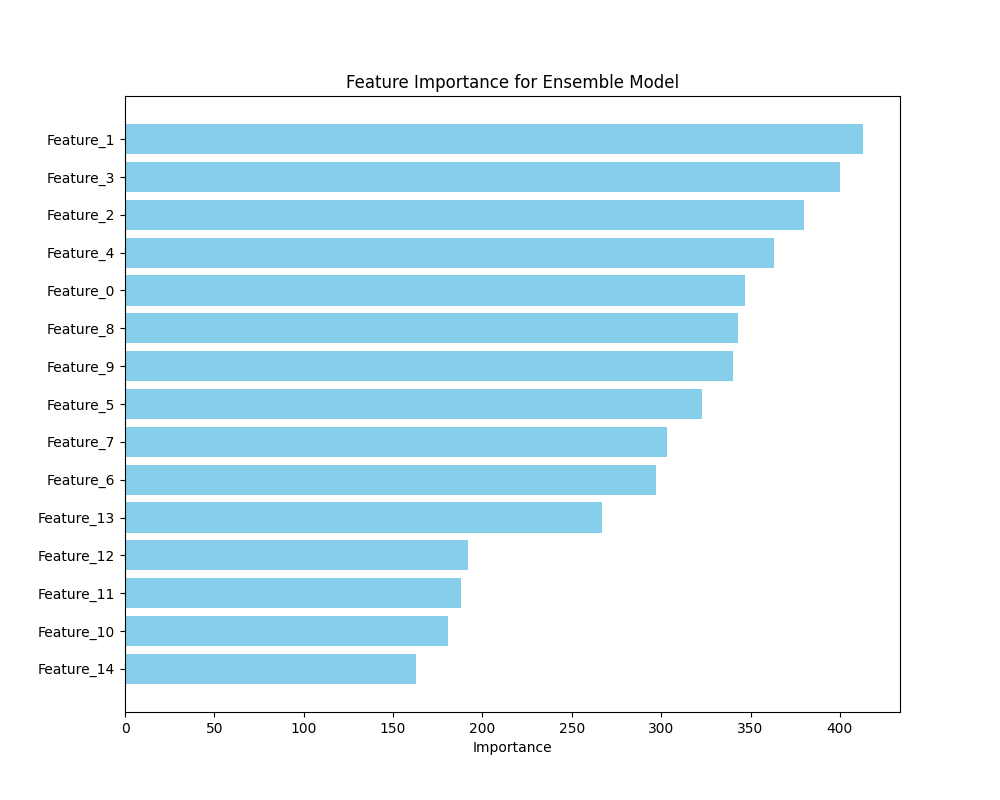 Feature Importance for Ensemble Model
Feature_1
Feature_3
Feature_2
Feature_4
Feature_0
Feature_8
Feature_9
Feature_5
Feature_7
Feature_6
Feature_13
Feature_12
Feature_11
Feature_10
Feature_14
0 50 100 150 200 250 300 350 400
Importance